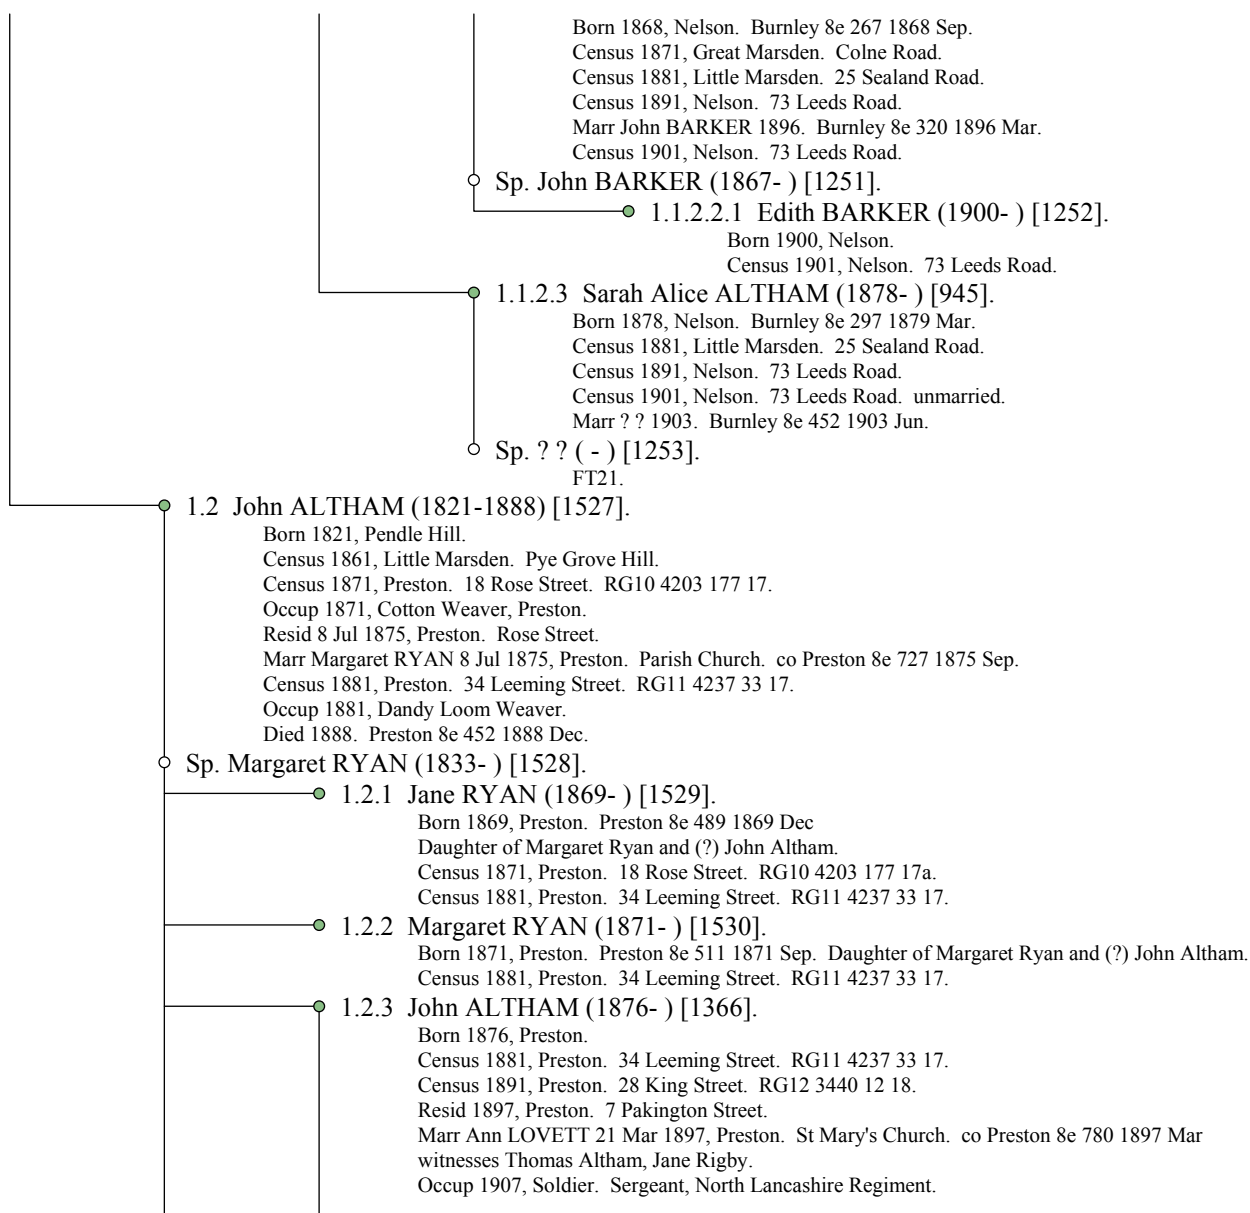 Born 1868, Nelson.  Burnley 8e 267 1868 Sep.
Census 1871, Great Marsden.  Colne Road.
Census 1881, Little Marsden.  25 Sealand Road.
Census 1891, Nelson.  73 Leeds Road.
Marr John BARKER 1896.  Burnley 8e 320 1896 Mar.
Census 1901, Nelson.  73 Leeds Road.
Sp. John BARKER (1867- ) [1251].
1.1.2.2.1  Edith BARKER (1900- ) [1252].
Born 1900, Nelson.
Census 1901, Nelson.  73 Leeds Road.
1.1.2.3  Sarah Alice ALTHAM (1878- ) [945].
Born 1878, Nelson.  Burnley 8e 297 1879 Mar.
Census 1881, Little Marsden.  25 Sealand Road.
Census 1891, Nelson.  73 Leeds Road.
Census 1901, Nelson.  73 Leeds Road.  unmarried.
Marr ? ? 1903.  Burnley 8e 452 1903 Jun.
Sp. ? ? ( - ) [1253].
FT21.
1.2  John ALTHAM (1821-1888) [1527].
Born 1821, Pendle Hill.
Census 1861, Little Marsden.  Pye Grove Hill.
Census 1871, Preston.  18 Rose Street.  RG10 4203 177 17.
Occup 1871, Cotton Weaver, Preston.
Resid 8 Jul 1875, Preston.  Rose Street.
Marr Margaret RYAN 8 Jul 1875, Preston.  Parish Church.  co Preston 8e 727 1875 Sep.
Census 1881, Preston.  34 Leeming Street.  RG11 4237 33 17.
Occup 1881, Dandy Loom Weaver.
Died 1888.  Preston 8e 452 1888 Dec.
Sp. Margaret RYAN (1833- ) [1528].
1.2.1  Jane RYAN (1869- ) [1529].
Born 1869, Preston.  Preston 8e 489 1869 Dec
Daughter of Margaret Ryan and (?) John Altham.
Census 1871, Preston.  18 Rose Street.  RG10 4203 177 17a.
Census 1881, Preston.  34 Leeming Street.  RG11 4237 33 17.
1.2.2  Margaret RYAN (1871- ) [1530].
Born 1871, Preston.  Preston 8e 511 1871 Sep.  Daughter of Margaret Ryan and (?) John Altham.
Census 1881, Preston.  34 Leeming Street.  RG11 4237 33 17.
1.2.3  John ALTHAM (1876- ) [1366].
Born 1876, Preston.
Census 1881, Preston.  34 Leeming Street.  RG11 4237 33 17.
Census 1891, Preston.  28 King Street.  RG12 3440 12 18.
Resid 1897, Preston.  7 Pakington Street.
Marr Ann LOVETT 21 Mar 1897, Preston.  St Mary's Church.  co Preston 8e 780 1897 Mar
witnesses Thomas Altham, Jane Rigby.
Occup 1907, Soldier.  Sergeant, North Lancashire Regiment.